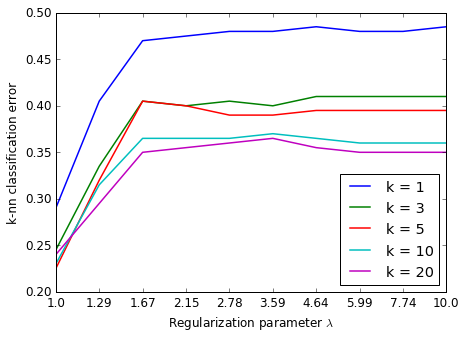 0.50
0.45
0.40
0.35
0.30
0.25
0.20
k-nn classification error
k = 1
k = 3
k = 5
k = 10
k = 20
1.0 1.29 1.67 2.15 2.78 3.59 4.64 5.99 7.74 10.0
Regularization parameter λ